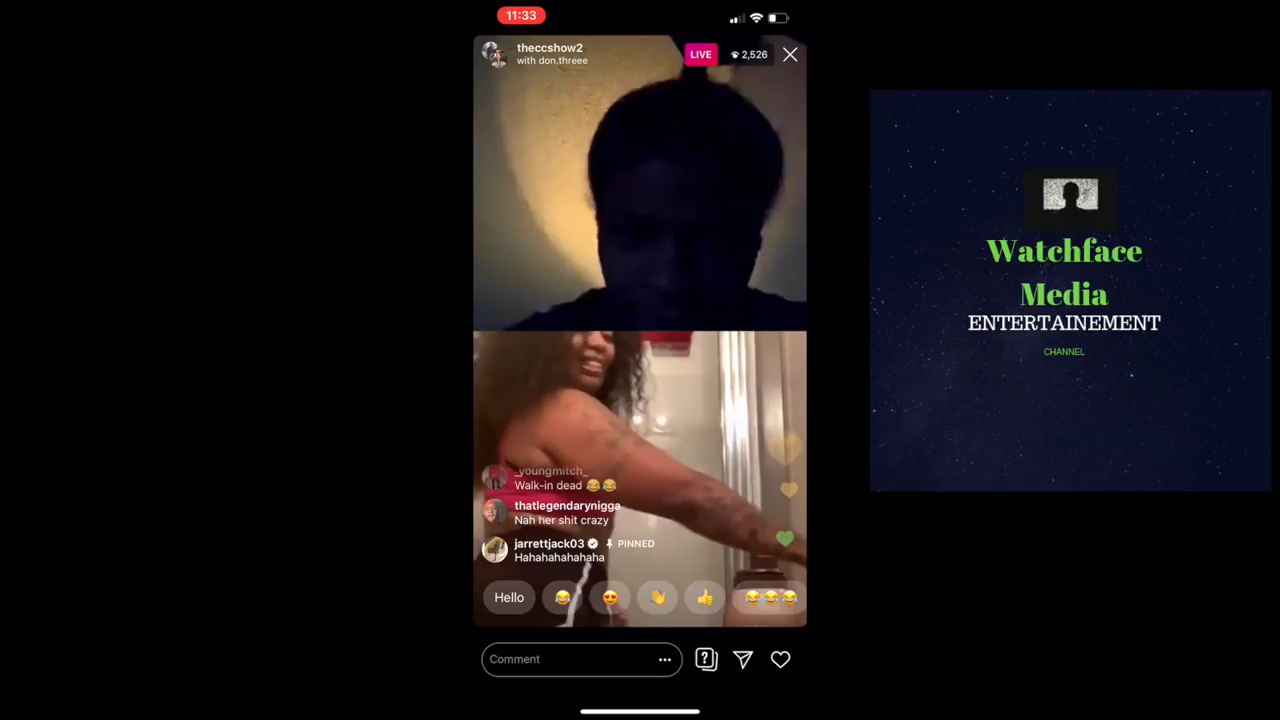 11:33
theccshow2
with don.threee
LIVE
2,526
_youngmitch_
Walk-in dead 😂😂
thatlegendarynigga
Nah her shit crazy
jarrettjack03 PINNED
Hahahahahahaha
Hello 😂 😍 👋 👍 😂😂😂
Comment
Watchface
Media
ENTERTAINEMENT
CHANNEL